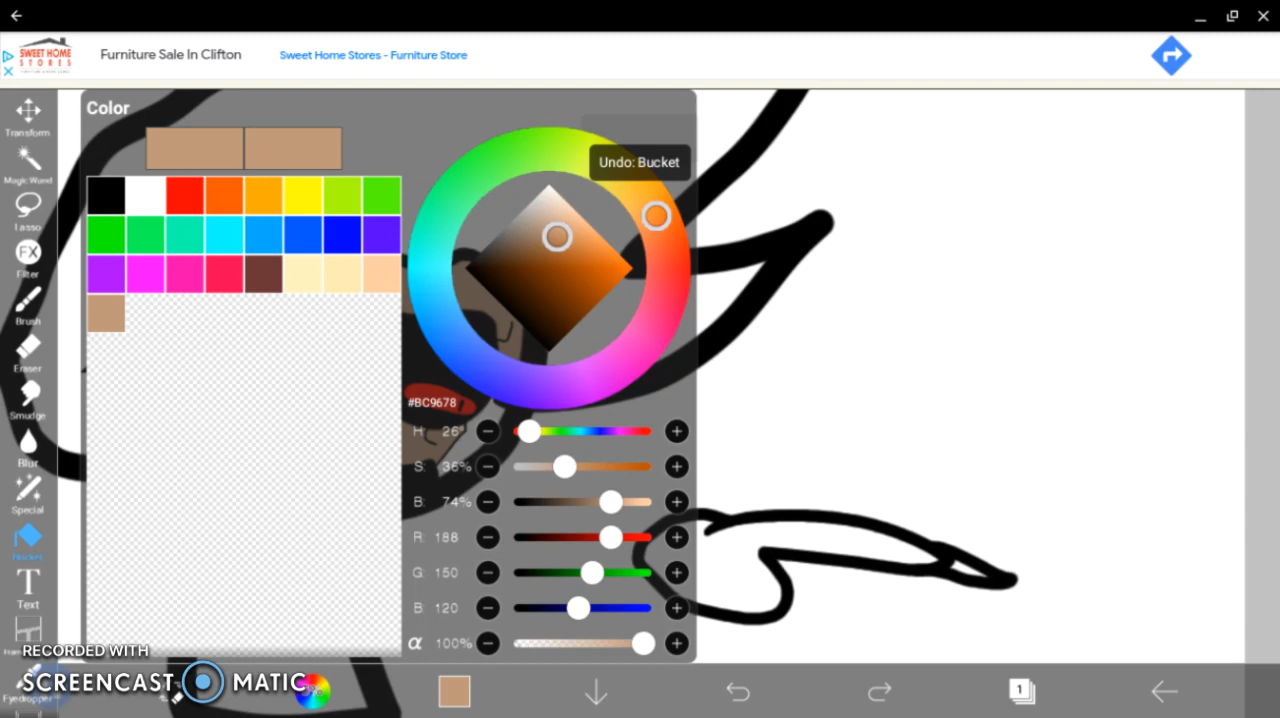 SWEET HOME
STORES
Furniture Sale In Clifton
Sweet Home Stores - Furniture Store
Transform
Magic Wand
Lasso
FX
Filter
Brush
Eraser
Smudge
Blur
Special
Text
Eyedropper
Color
Undo: Bucket
#BC9678
H: 26°
S: 36%
B: 74%
R: 188
G: 150
B: 120
α 100%
RECORDED WITH
SCREENCAST MATIC
1